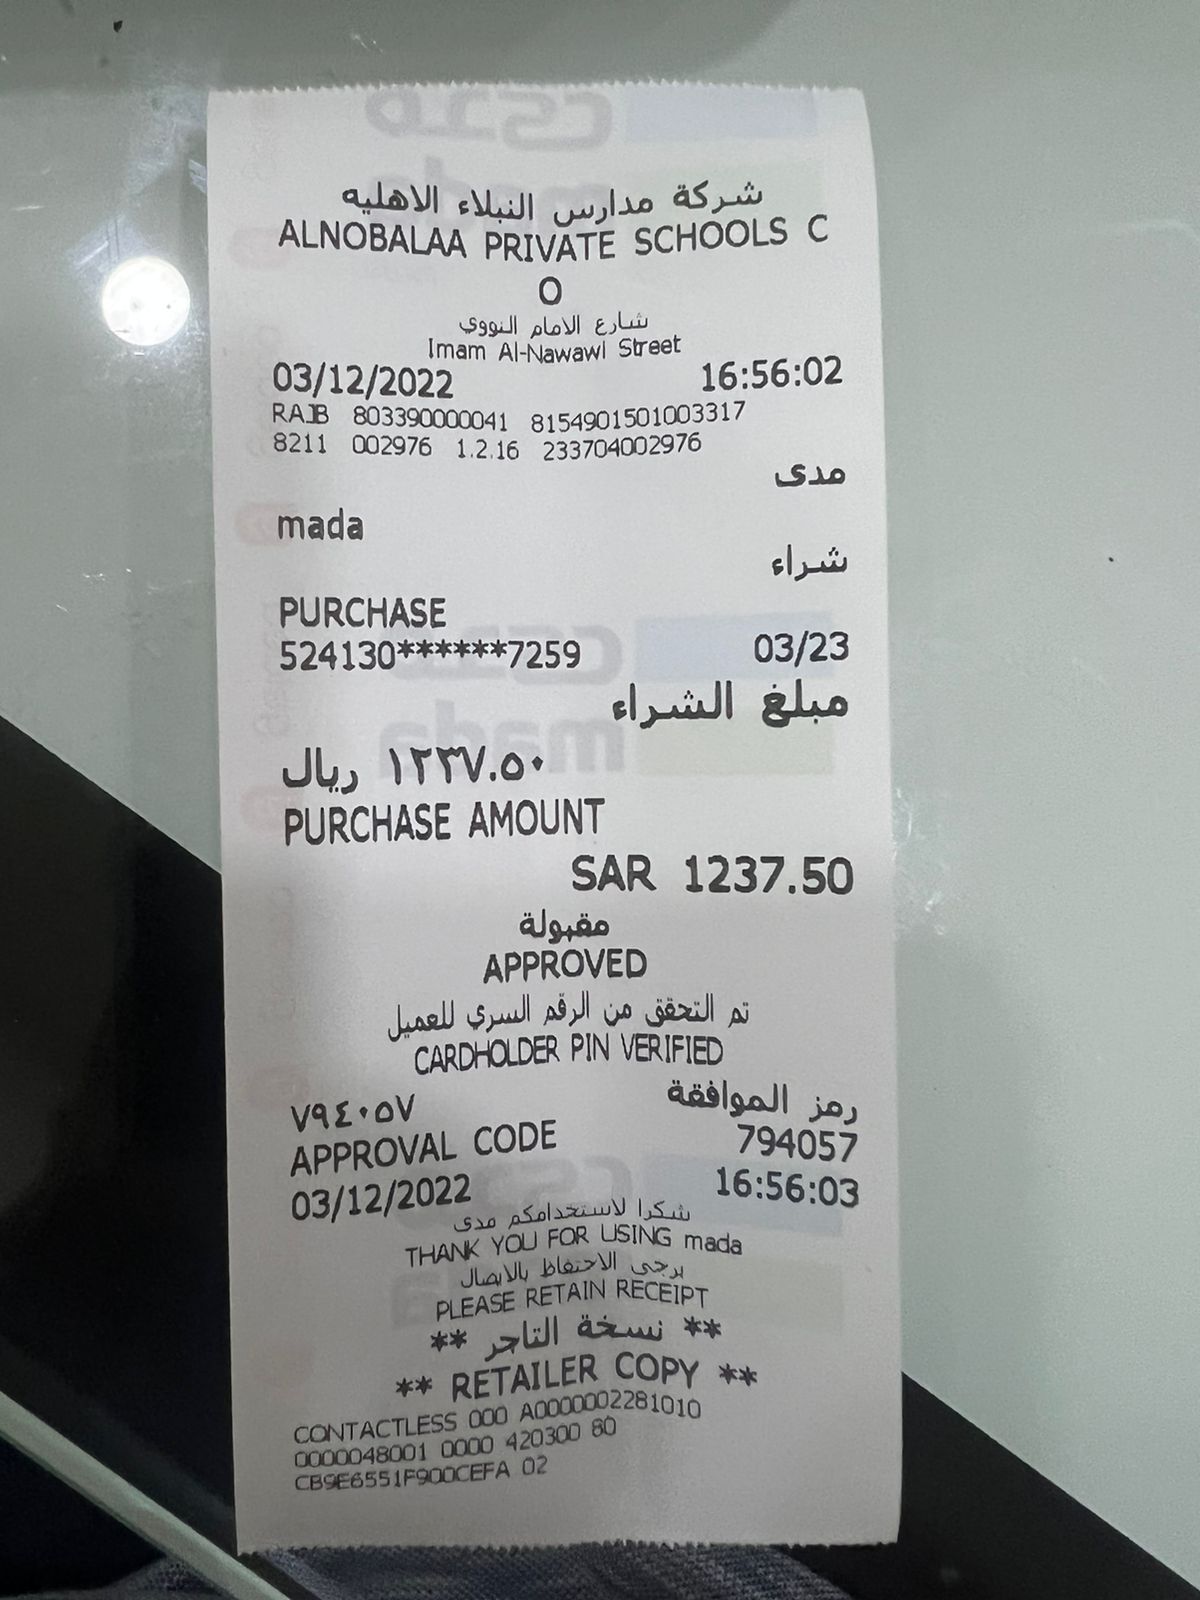 شركة مدارس النبلاء الاهليه
ALNOBALAA PRIVATE SCHOOLS C
O
شارع الامام النووي
Imam Al-Nawawi Street
03/12/2022 16:56:02
RAJB 803390000041 8154901501003317
8211 002976 1.2.16 233704002976
مدى
mada
شراء
PURCHASE
524130******7259 03/23
مبلغ الشراء
١٢٣٧.٥٠ ريال
PURCHASE AMOUNT
SAR 1237.50
مقبولة
APPROVED
تم التحقق من الرقم السري للعميل
CARDHOLDER PIN VERIFIED
رمز الموافقة ٧٩٤٠٥٧
APPROVAL CODE 794057
03/12/2022 16:56:03
شكرا لاستخدامكم مدى
THANK YOU FOR USING mada
يرجى الاحتفاظ بالايصال
PLEASE RETAIN RECEIPT
** نسخة التاجر **
** RETAILER COPY **
CONTACTLESS 000 A0000002281010
0000048001 0000 420300 80
CB9E6551F900CEFA 02